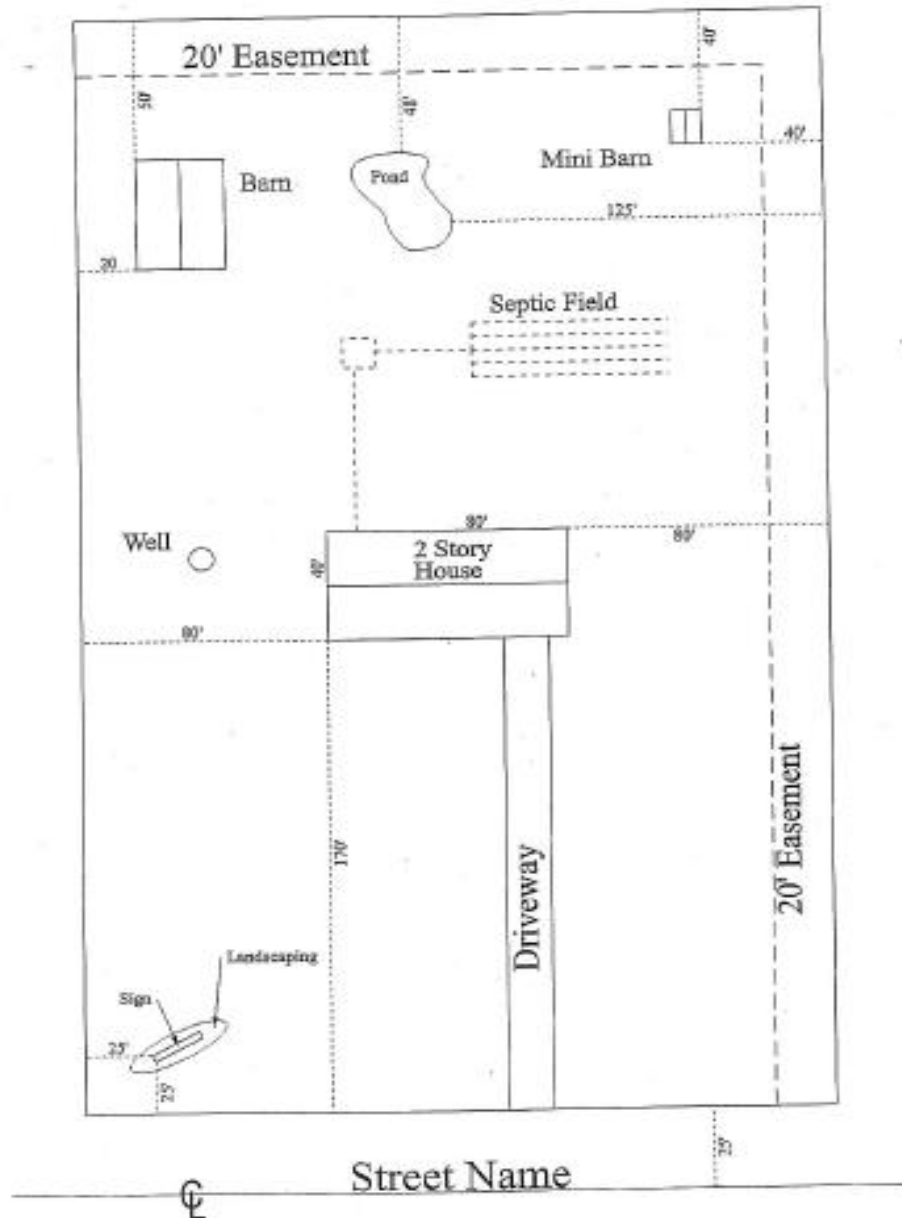 20' Easement
50'
48'
40'
Barn
Pond
Mini Barn
40'
125'
20
Septic Field
Well
80'
80'
40'
2 Story
House
80'
170'
Driveway
20' Easement
Landscaping
Sign
25'
25'
25'
Street Name
℄